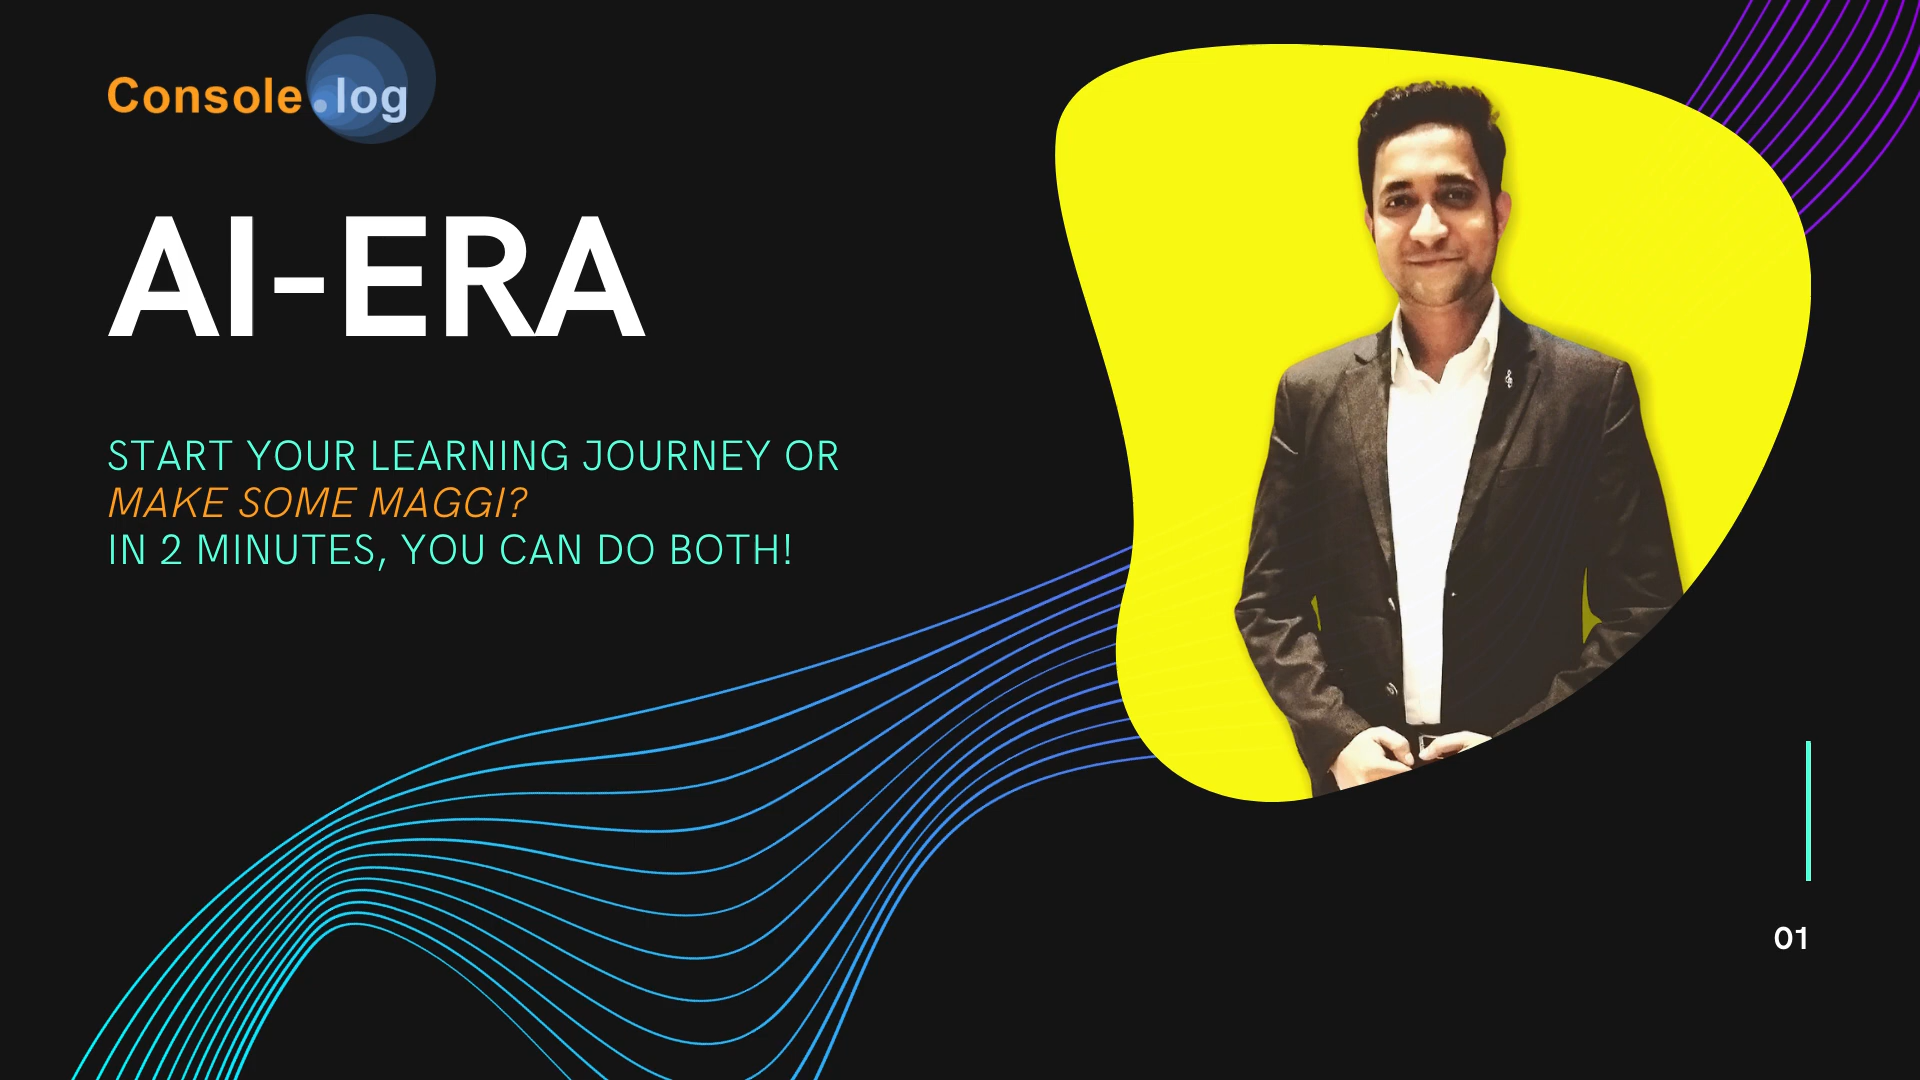 Console.log
AI-ERA
START YOUR LEARNING JOURNEY OR
MAKE SOME MAGGI?
IN 2 MINUTES, YOU CAN DO BOTH!
01